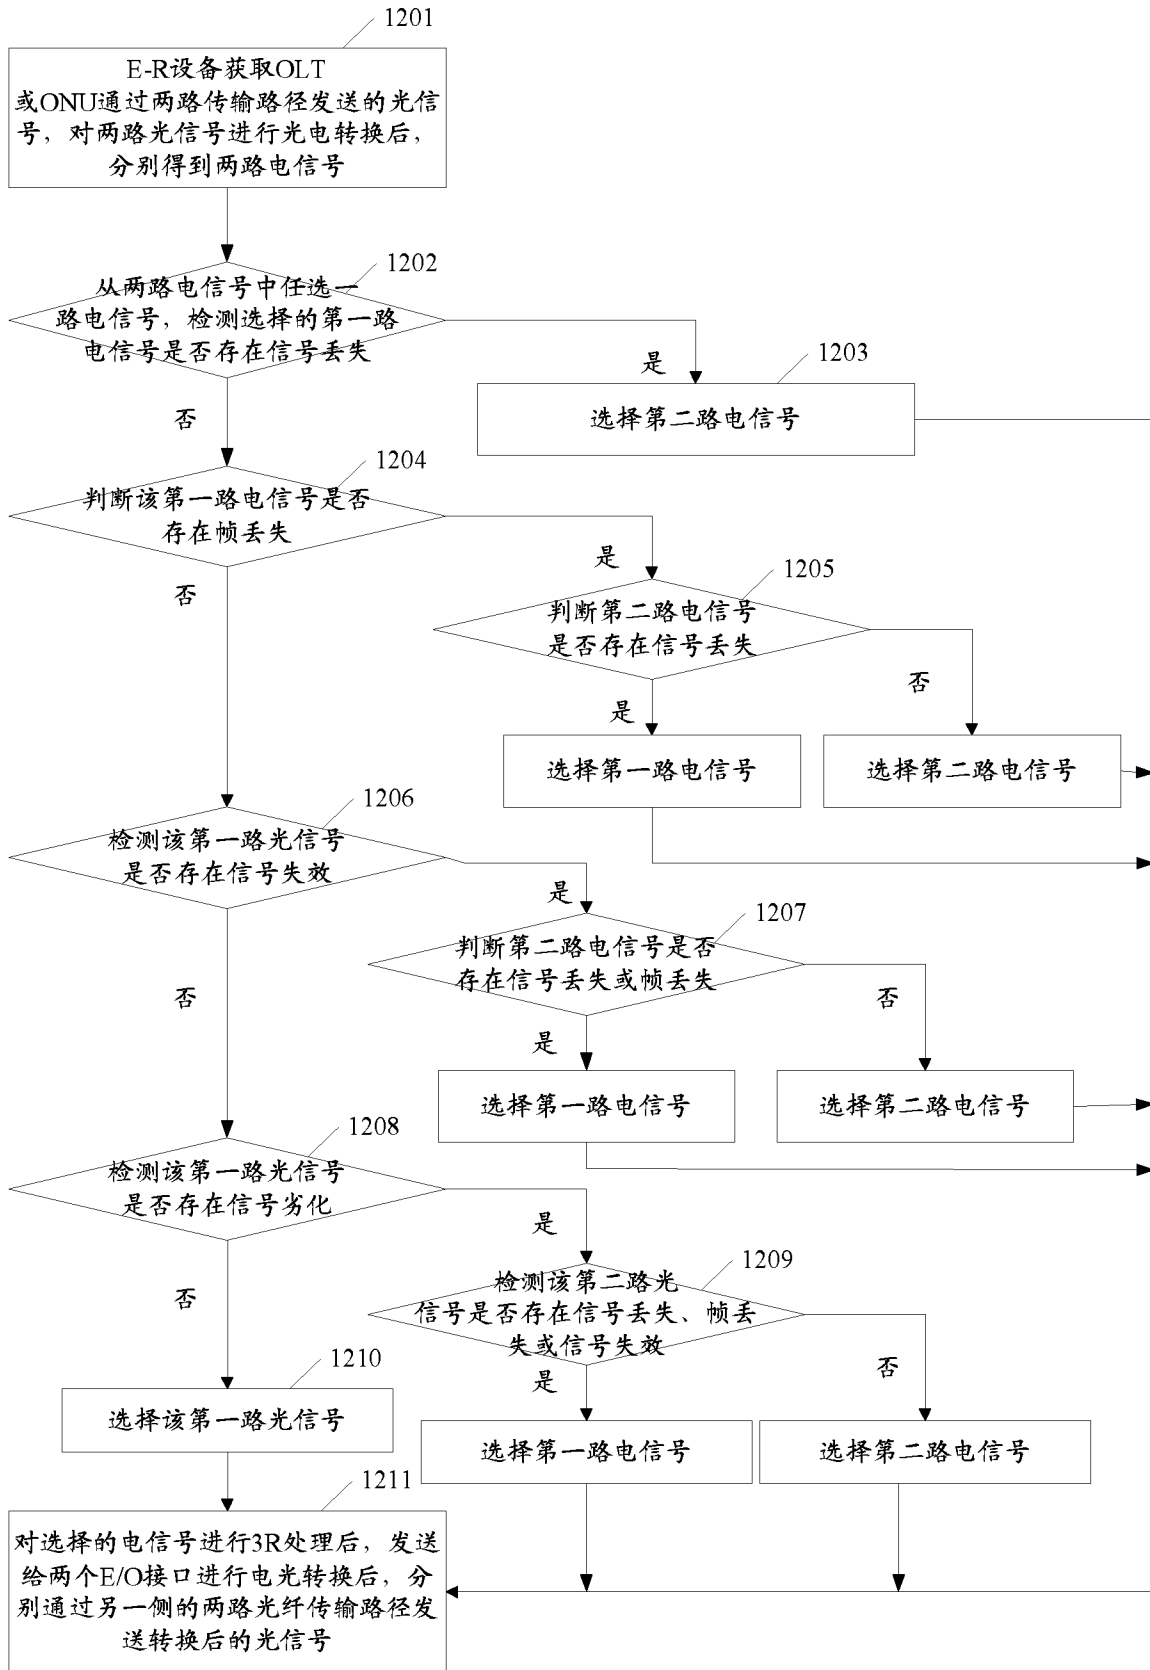 1201
E-R设备获取OLT
或ONU通过两路传输路径发送的光信
号，对两路光信号进行光电转换后，
分别得到两路电信号
1202
从两路电信号中任选一
路电信号，检测选择的第一路
电信号是否存在信号丢失
是
1203
选择第二路电信号
否
1204
判断该第一路电信号是否
存在帧丢失
是
1205
判断第二路电信号
是否存在信号丢失
否
否
是
选择第一路电信号
选择第二路电信号
1206
检测该第一路光信号
是否存在信号失效
是
1207
判断第二路电信号是否
存在信号丢失或帧丢失
否
否
是
选择第一路电信号
选择第二路电信号
1208
检测该第一路光信号
是否存在信号劣化
是
1209
检测该第二路光
信号是否存在信号丢失、帧丢
失或信号失效
否
否
是
1210
选择该第一路光信号
选择第一路电信号
选择第二路电信号
1211
对选择的电信号进行3R处理后，发送
给两个E/O接口进行电光转换后，分
别通过另一侧的两路光纤传输路径发
送转换后的光信号